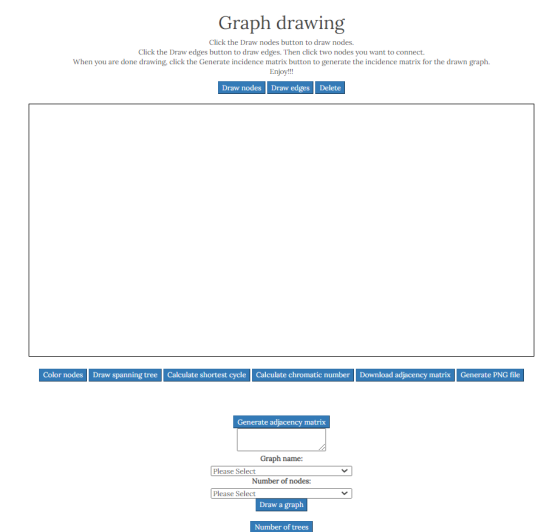 Graph drawing
Click the Draw nodes button to draw nodes.
Click the Draw edges button to draw edges. Then click two nodes you want to connect.
When you are done drawing, click the Generate incidence matrix button to generate the incidence matrix for the drawn graph.
Enjoy!!!
Draw nodes Draw edges Delete
Color nodes Draw spanning tree Calculate shortest cycle Calculate chromatic number Download adjacency matrix Generate PNG file
Generate adjacency matrix
Graph name:
Please Select
Number of nodes:
Please Select
Draw a graph
Number of trees